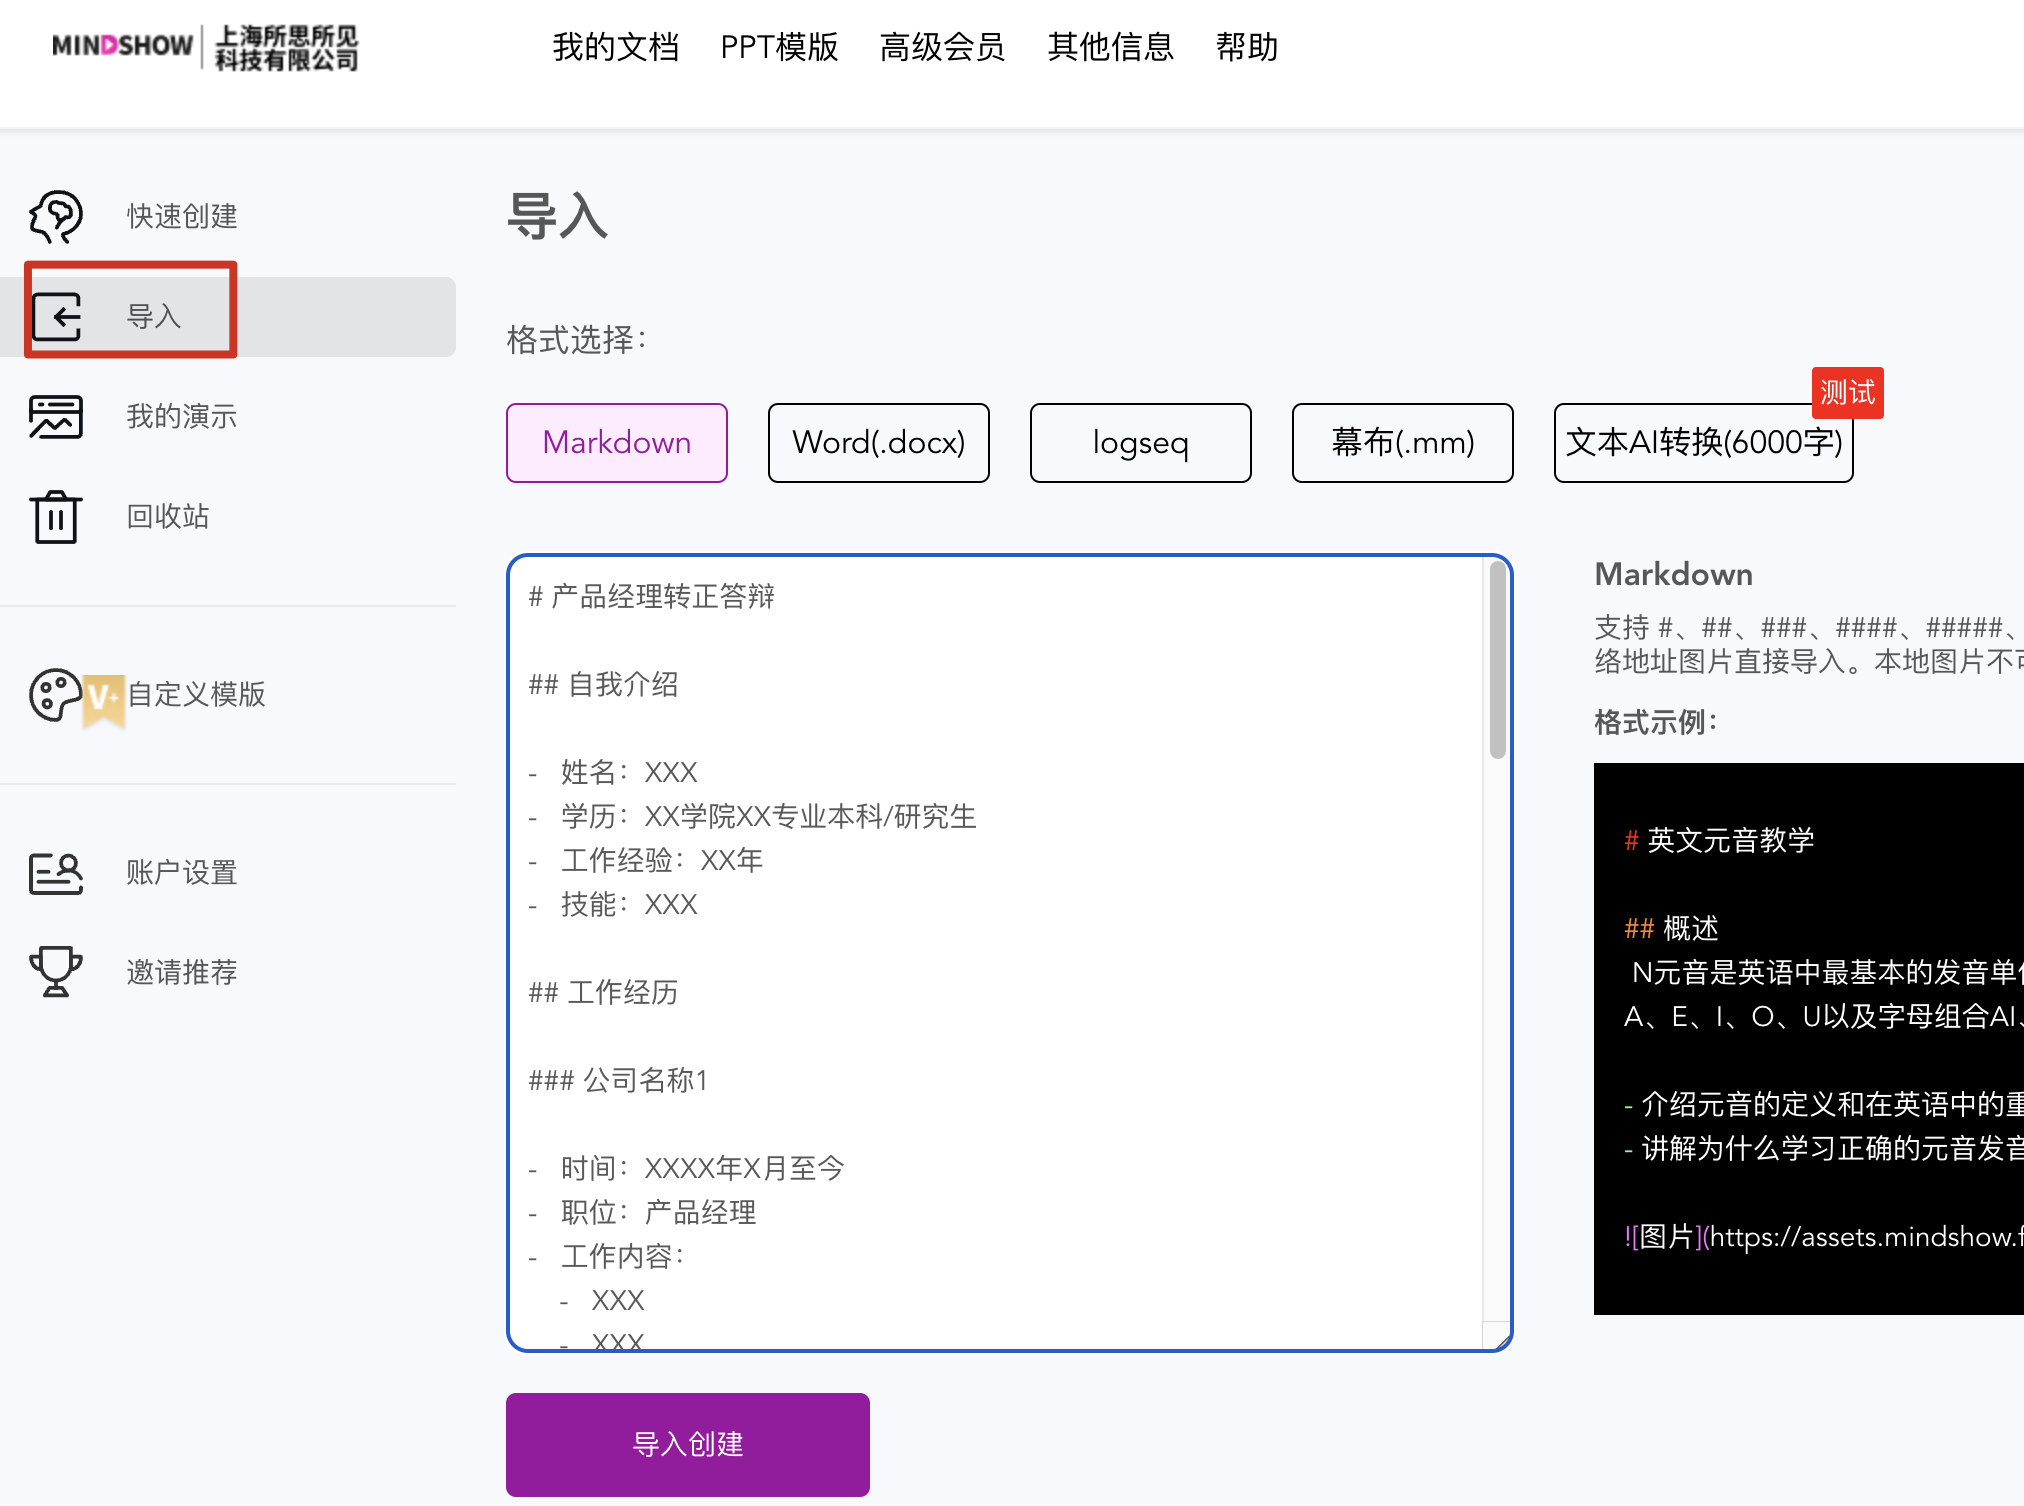 MINDSHOW 上海所思所见
科技有限公司
我的文档 PPT模版 高级会员 其他信息 帮助
快速创建
导入
我的演示
回收站
V+ 自定义模版
账户设置
邀请推荐
导入
格式选择：
Markdown
Word(.docx)
logseq
幕布(.mm)
文本AI转换(6000字)
测试
# 产品经理转正答辩
## 自我介绍
- 姓名：XXX
- 学历：XX学院XX专业本科/研究生
- 工作经验：XX年
- 技能：XXX
## 工作经历
### 公司名称1
- 时间：XXXX年X月至今
- 职位：产品经理
- 工作内容：
- XXX
- XXX
导入创建
Markdown
支持 #、##、###、####、#####、
络地址图片直接导入。本地图片不
格式示例：
# 英文元音教学
## 概述
N元音是英语中最基本的发音单
A、E、I、O、U以及字母组合AI、
- 介绍元音的定义和在英语中的重
- 讲解为什么学习正确的元音发音
![图片](https://assets.mindshow.f